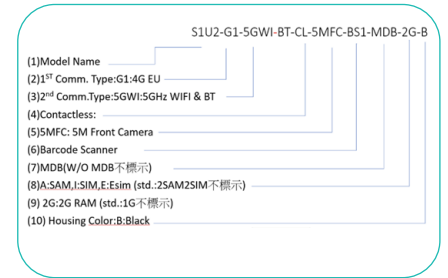 S1U2-G1-5GWI-BT-CL-5MFC-BS1-MDB-2G-B
(1)Model Name
(2)1ST Comm. Type:G1:4G EU
(3)2nd Comm.Type:5GWI:5GHz WIFI & BT
(4)Contactless:
(5)5MFC: 5M Front Camera
(6)Barcode Scanner
(7)MDB(W/O MDB不標示)
(8)A:SAM,I:SIM,E:Esim (std.:2SAM2SIM不標示)
(9) 2G:2G RAM (std.:1G不標示)
(10) Housing Color:B:Black